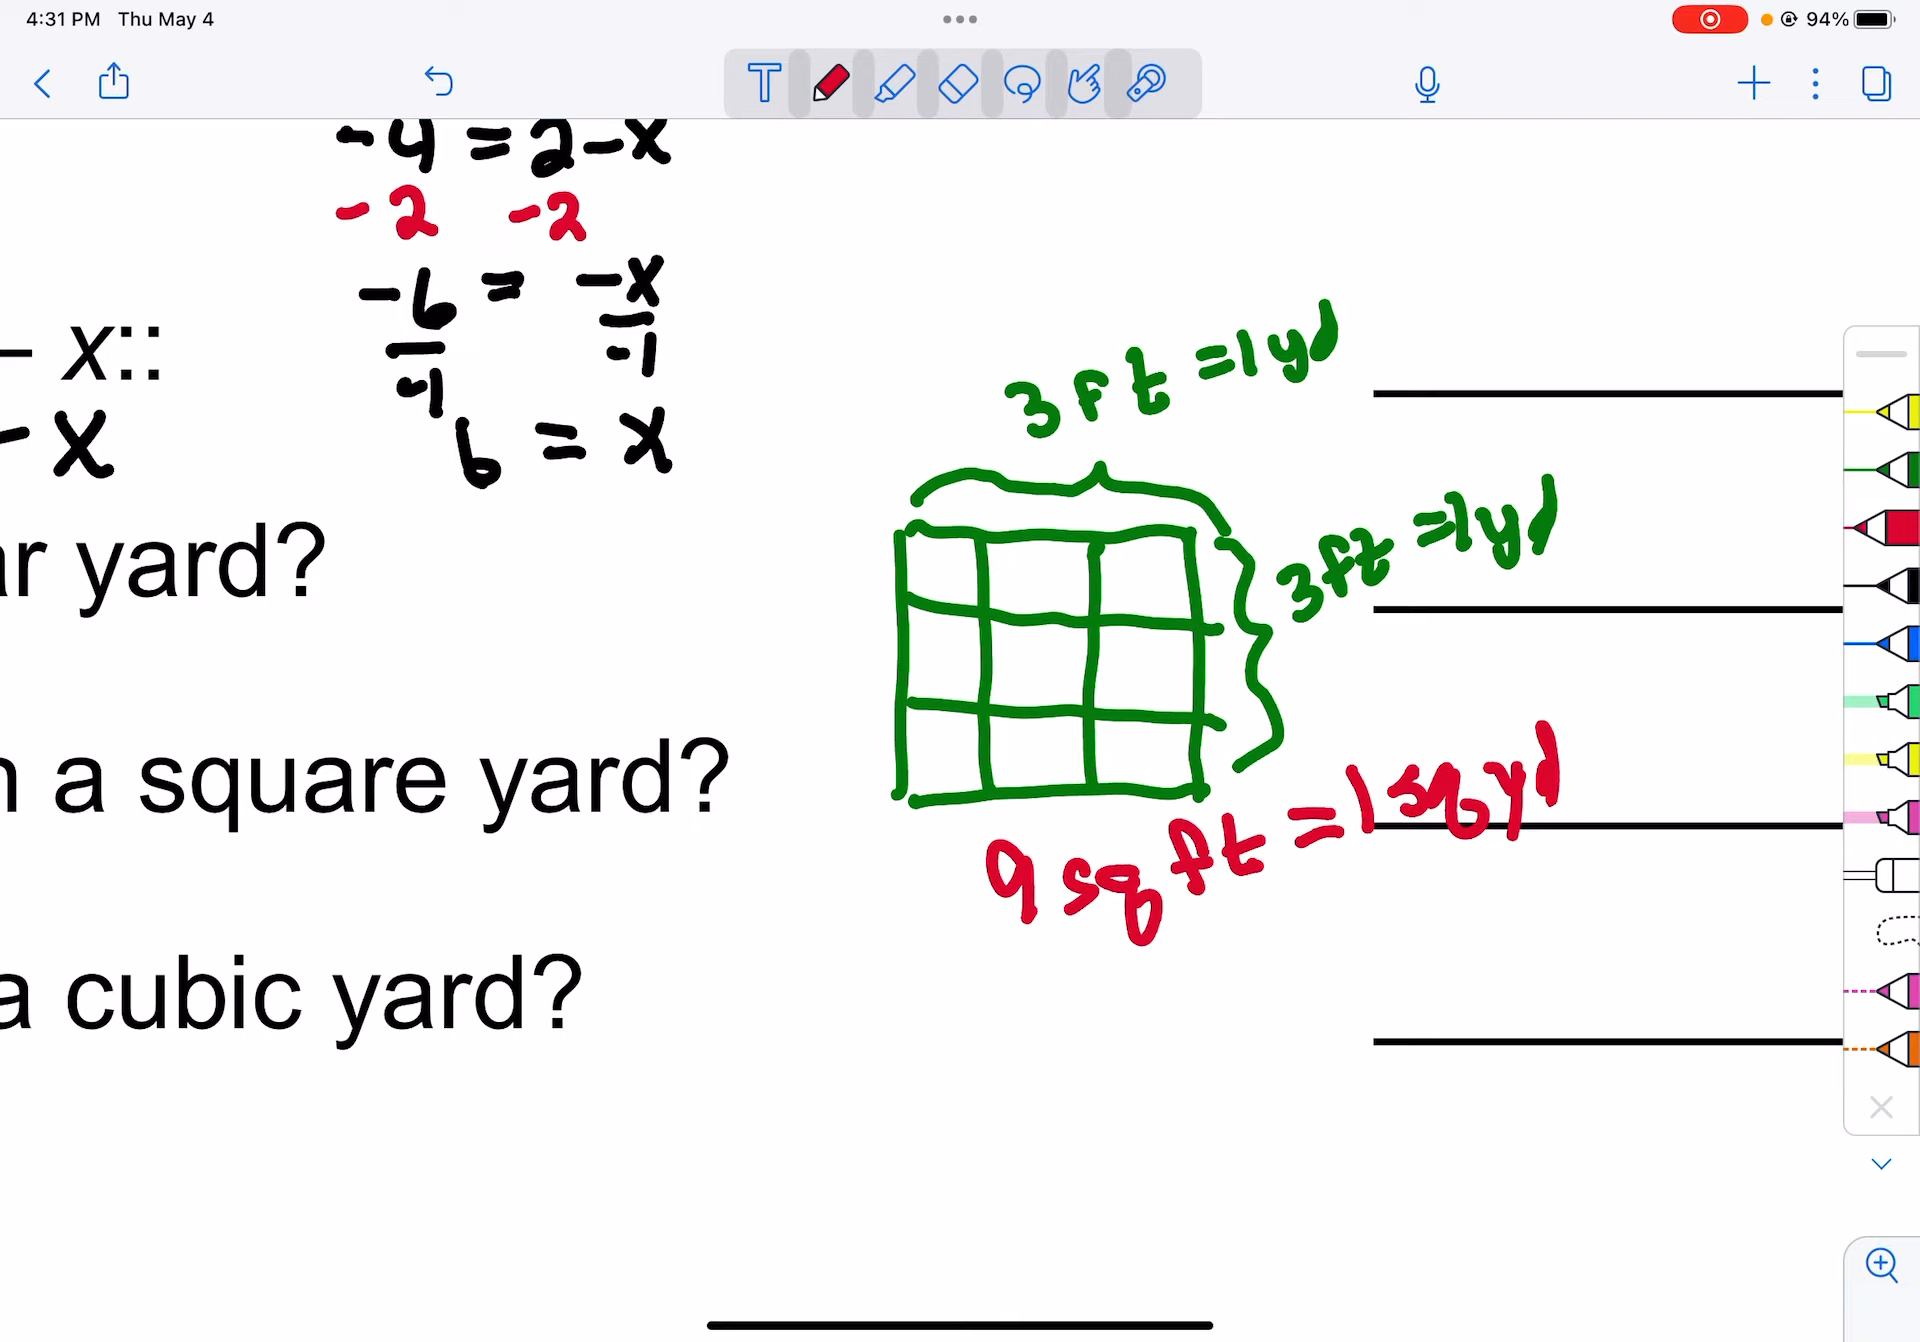 4:31 PM Thu May 4
94%
-4 = 2-x
-2 -2
-6 = -x
-1 -1
6 = x
– x::
- x
3 ft = 1 yd
3 ft = 1 yd
ar yard?
a square yard?
9 sq ft = 1 sq yd
a cubic yard?